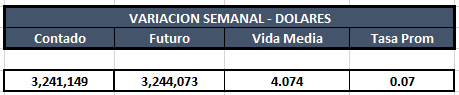 VARIACION SEMANAL - DOLARES
Contado Futuro Vida Media Tasa Prom
3,241,149 3,244,073 4.074 0.07